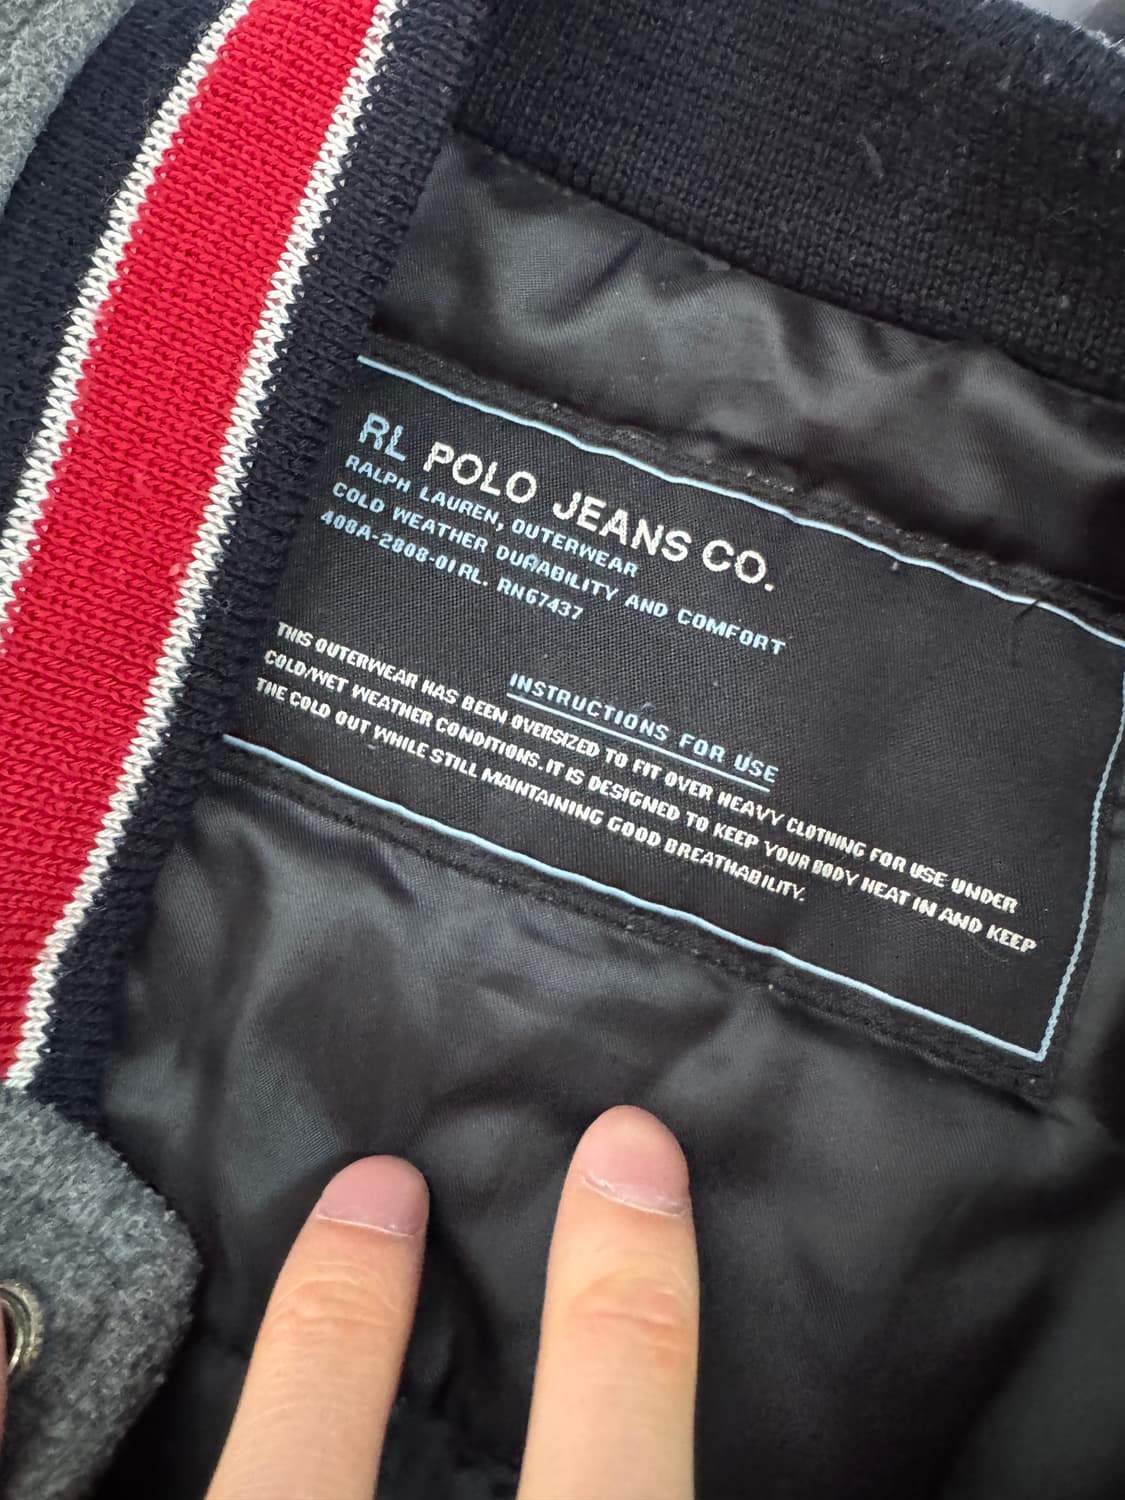 RL POLO JEANS CO.
RALPH LAUREN, OUTERWEAR
COLD WEATHER DURABILITY AND COMFORT
408A-2808-01 RL. RN67437
INSTRUCTIONS FOR USE
THIS OUTERWEAR HAS BEEN OVERSIZED TO FIT OVER HEAVY CLOTHING FOR USE UNDER
COLD/WET WEATHER CONDITIONS. IT IS DESIGNED TO KEEP YOUR BODY HEAT IN AND KEEP
THE COLD OUT WHILE STILL MAINTAINING GOOD BREATHABILITY.